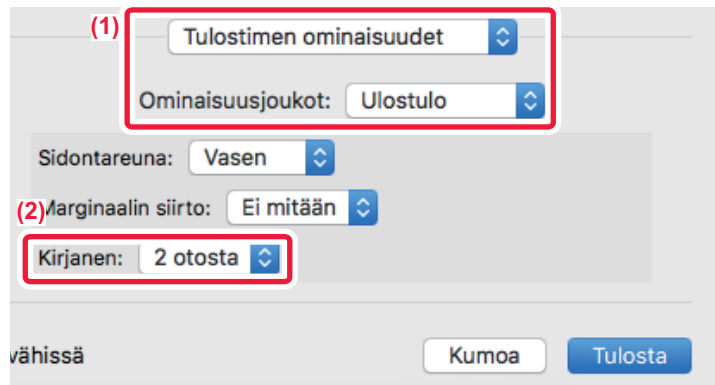 (1)
Tulostimen ominaisuudet
Ominaisuusjoukot: Ulostulo
Sidontareuna: Vasen
(2)
Marginaalin siirto: Ei mitään
Kirjanen: 2 otosta
vähissä Kumoa Tulosta